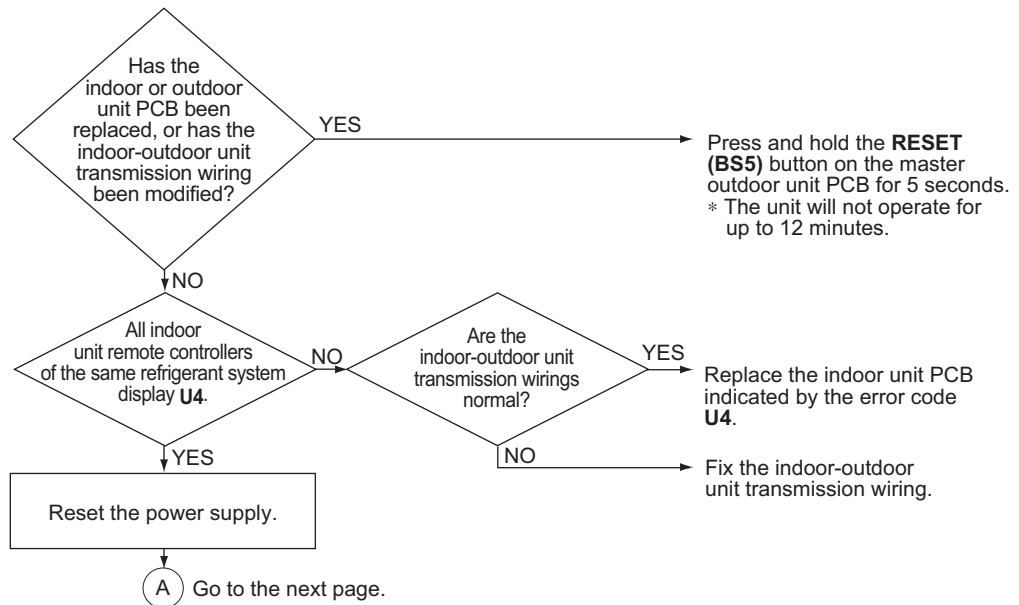 Has the
indoor or outdoor
unit PCB been
replaced, or has the
indoor-outdoor unit
transmission wiring
been modified?
YES
Press and hold the RESET
(BS5) button on the master
outdoor unit PCB for 5 seconds.
* The unit will not operate for
up to 12 minutes.
NO
All indoor
unit remote controllers
of the same refrigerant system
display U4.
NO
Are the
indoor-outdoor unit
transmission wirings
normal?
YES
Replace the indoor unit PCB
indicated by the error code
U4.
NO
Fix the indoor-outdoor
unit transmission wiring.
YES
Reset the power supply.
A Go to the next page.